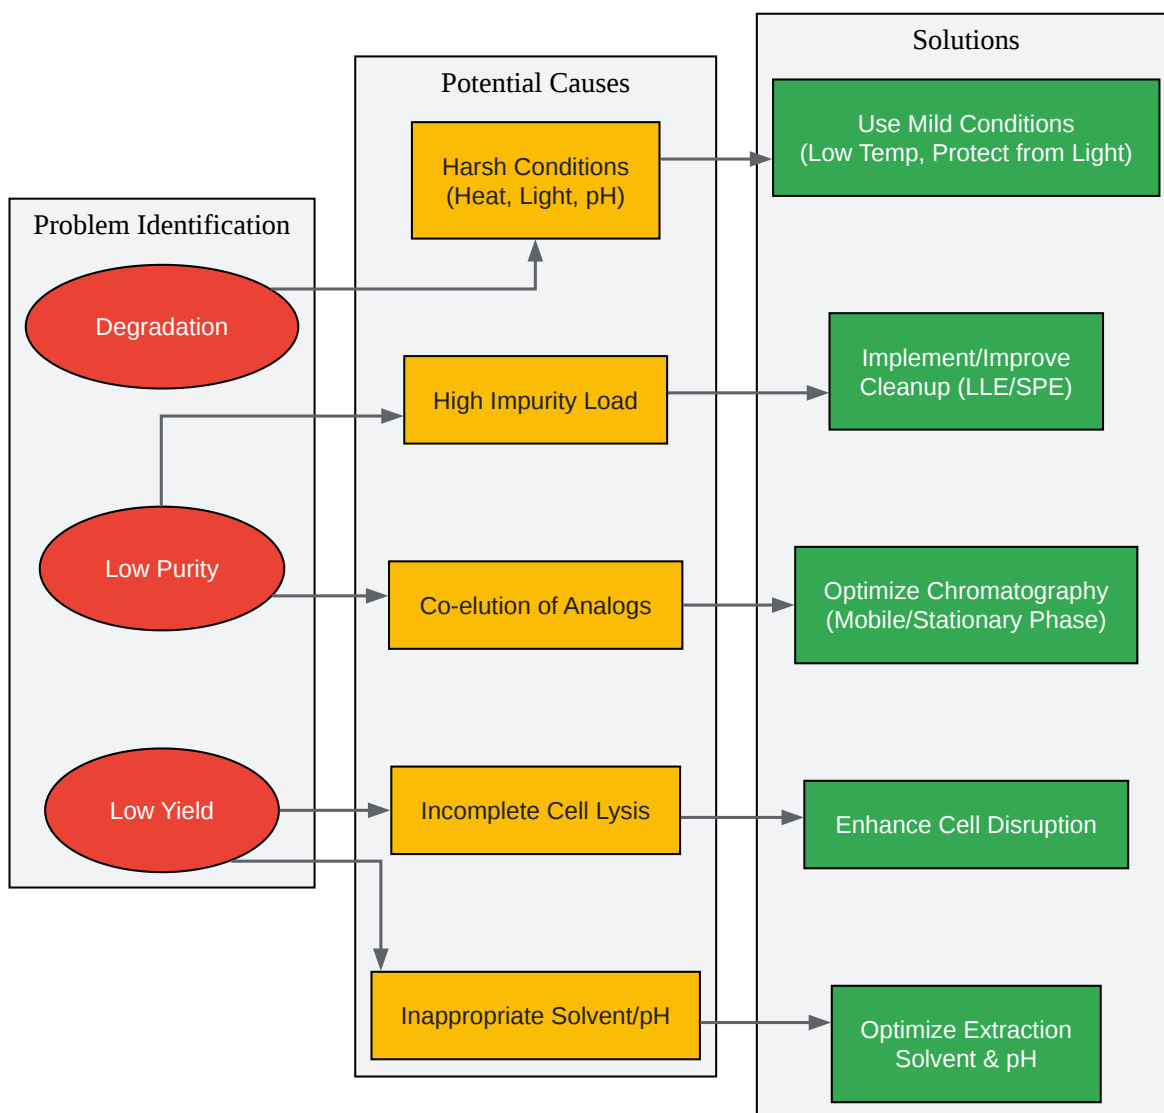 Problem Identification
Degradation
Low Purity
Low Yield
Potential Causes
Harsh Conditions
(Heat, Light, pH)
High Impurity Load
Co-elution of Analogs
Incomplete Cell Lysis
Inappropriate Solvent/pH
Solutions
Use Mild Conditions
(Low Temp, Protect from Light)
Implement/Improve
Cleanup (LLE/SPE)
Optimize Chromatography
(Mobile/Stationary Phase)
Enhance Cell Disruption
Optimize Extraction
Solvent & pH